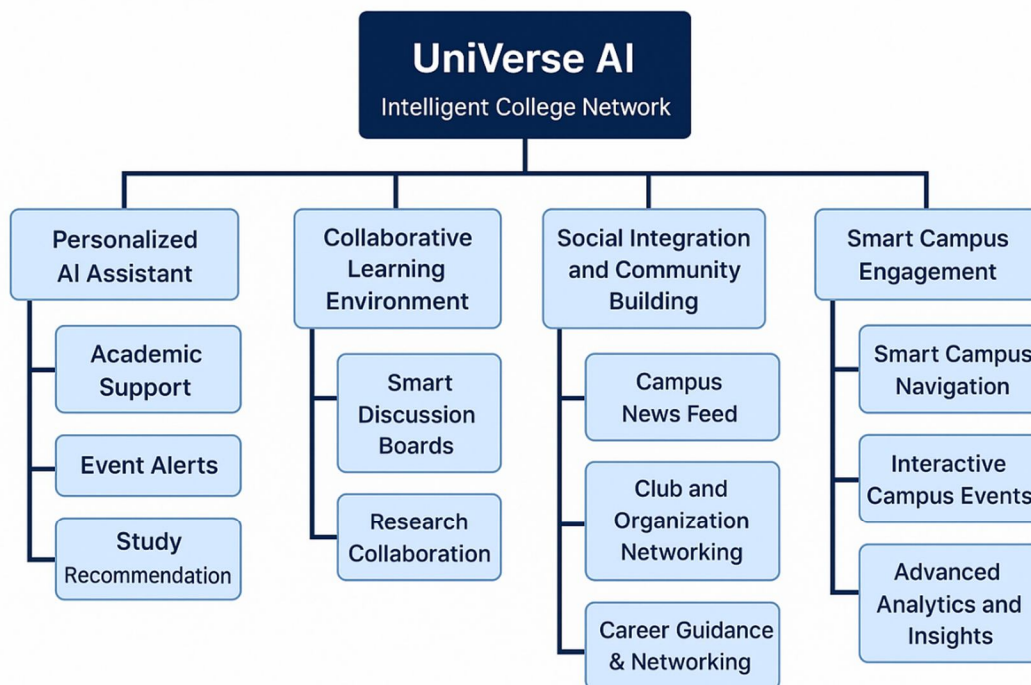 UniVerse AI
Intelligent College Network
Personalized
AI Assistant
Academic
Support
Event Alerts
Study
Recommendation
Collaborative
Learning
Environment
Smart
Discussion
Boards
Research
Collaboration
Social Integration
and Community
Building
Campus
News Feed
Club and
Organization
Networking
Career Guidance
& Networking
Smart Campus
Engagement
Smart Campus
Navigation
Interactive
Campus Events
Advanced
Analytics and
Insights